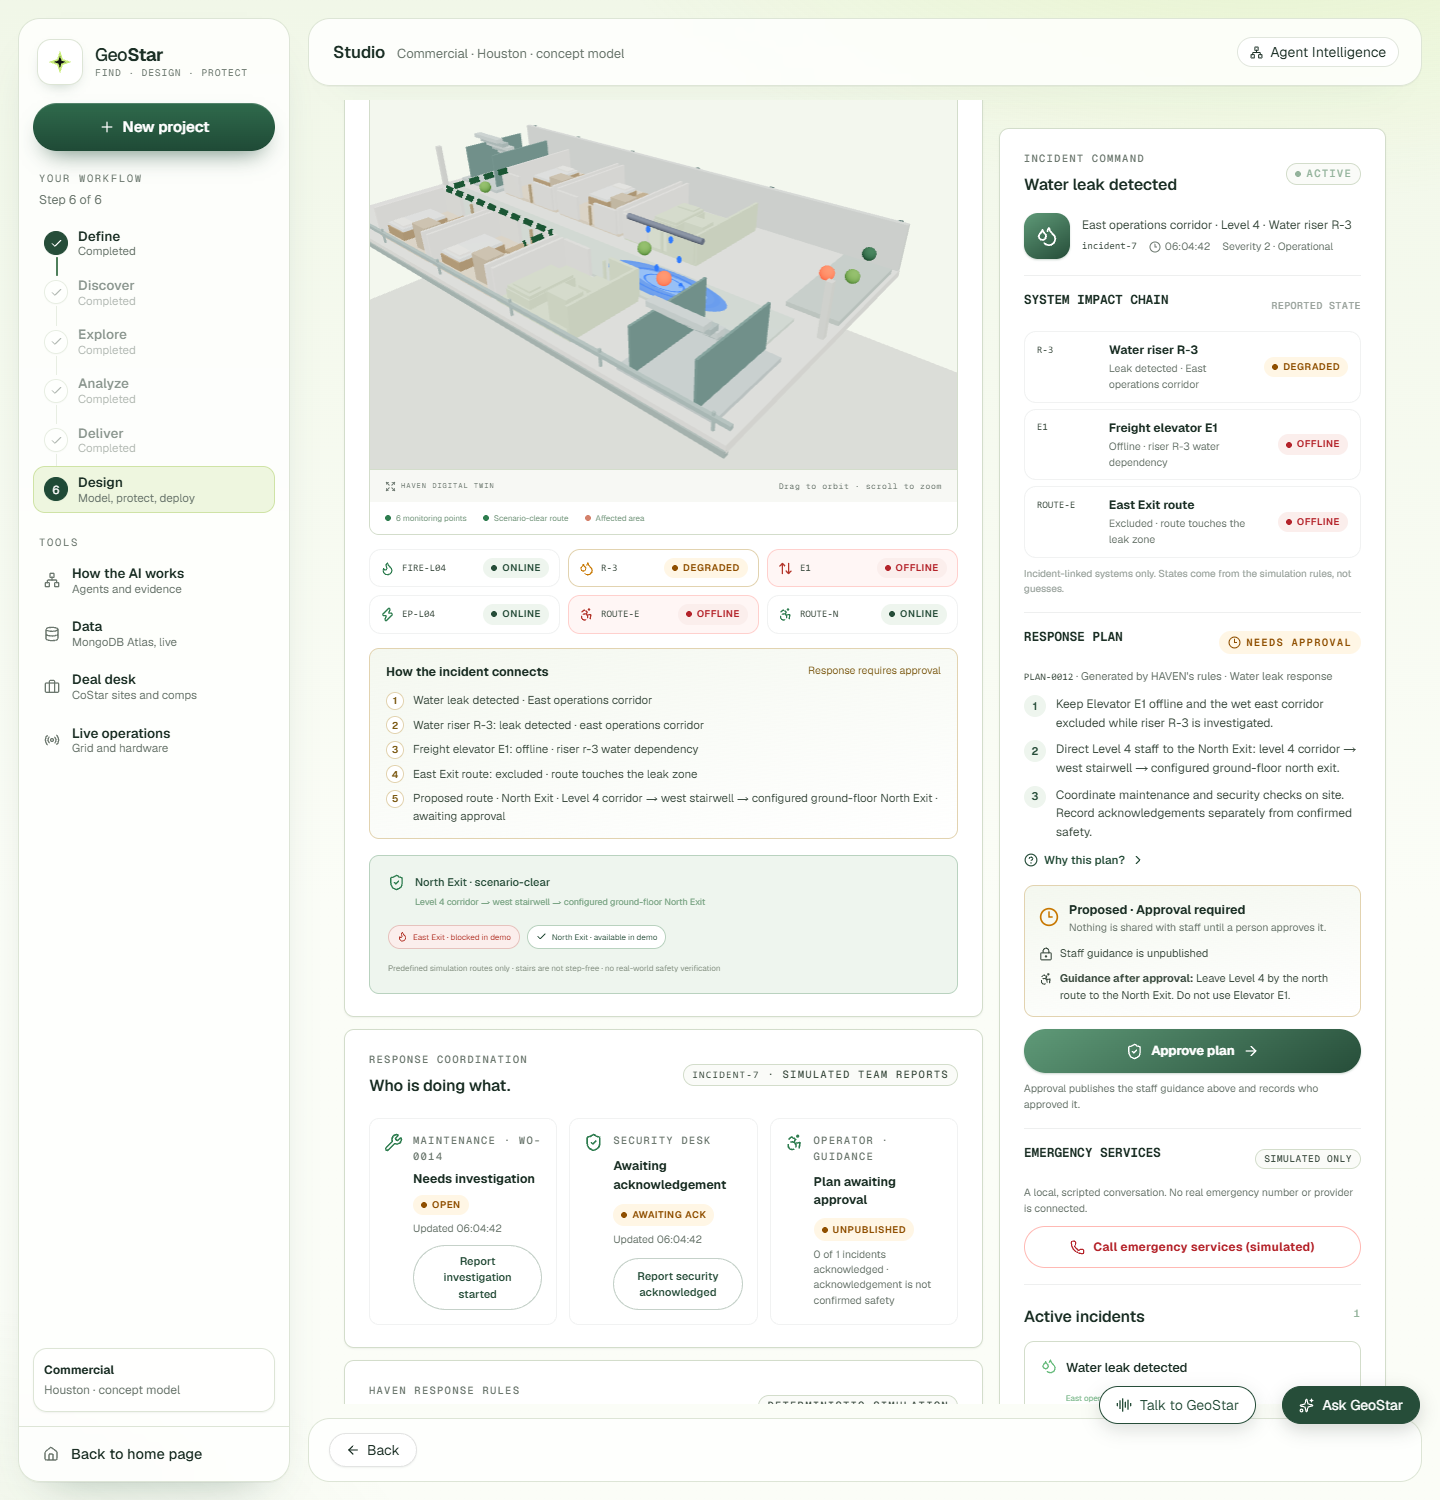 GeoStar
FIND · DESIGN · PROTECT
New project
YOUR WORKFLOW
Step 6 of 6
Define
Completed
Discover
Completed
Explore
Completed
Analyze
Completed
Deliver
Completed
6
Design
Model, protect, deploy
TOOLS
How the AI works
Agents and evidence
Data
MongoDB Atlas, live
Deal desk
CoStar sites and comps
Live operations
Grid and hardware
Commercial
Houston · concept model
Back to home page
Studio Commercial · Houston · concept model
Agent Intelligence
HAVEN DIGITAL TWIN
Drag to orbit · scroll to zoom
6 monitoring points
Scenario-clear route
Affected area
FIRE-L04 ONLINE
R-3 DEGRADED
E1 OFFLINE
EP-L04 ONLINE
ROUTE-E OFFLINE
ROUTE-N ONLINE
How the incident connects
Response requires approval
1 Water leak detected · East operations corridor
2 Water riser R-3: leak detected · east operations corridor
3 Freight elevator E1: offline · riser r-3 water dependency
4 East Exit route: excluded · route touches the leak zone
5 Proposed route · North Exit · Level 4 corridor → west stairwell → configured ground-floor North Exit ·
awaiting approval
North Exit · scenario-clear
Level 4 corridor → west stairwell → configured ground-floor North Exit
East Exit · blocked in demo
North Exit · available in demo
Predefined simulation routes only · stairs are not step-free · no real-world safety verification
RESPONSE COORDINATION
Who is doing what.
INCIDENT-7 · SIMULATED TEAM REPORTS
MAINTENANCE · WO-
0014
Needs investigation
OPEN
Updated 06:04:42
Report
investigation
started
SECURITY DESK
Awaiting
acknowledgement
AWAITING ACK
Updated 06:04:42
Report security
acknowledged
OPERATOR ·
GUIDANCE
Plan awaiting
approval
UNPUBLISHED
0 of 1 incidents
acknowledged ·
acknowledgement is not
confirmed safety
HAVEN RESPONSE RULES
DETERMINISTIC SIMULATION
Back
INCIDENT COMMAND
Water leak detected
ACTIVE
East operations corridor · Level 4 · Water riser R-3
incident-7 06:04:42 Severity 2 · Operational
SYSTEM IMPACT CHAIN
REPORTED STATE
R-3
Water riser R-3
Leak detected · East
operations corridor
DEGRADED
E1
Freight elevator E1
Offline · riser R-3 water
dependency
OFFLINE
ROUTE-E
East Exit route
Excluded · route touches the
leak zone
OFFLINE
Incident-linked systems only. States come from the simulation rules, not
guesses.
RESPONSE PLAN
NEEDS APPROVAL
PLAN-0012 · Generated by HAVEN's rules · Water leak response
1 Keep Elevator E1 offline and the wet east corridor
excluded while riser R-3 is investigated.
2 Direct Level 4 staff to the North Exit: level 4 corridor →
west stairwell → configured ground-floor north exit.
3 Coordinate maintenance and security checks on site.
Record acknowledgements separately from confirmed
safety.
Why this plan?
Proposed · Approval required
Nothing is shared with staff until a person approves it.
Staff guidance is unpublished
Guidance after approval: Leave Level 4 by the north
route to the North Exit. Do not use Elevator E1.
Approve plan
Approval publishes the staff guidance above and records who
approved it.
EMERGENCY SERVICES
SIMULATED ONLY
A local, scripted conversation. No real emergency number or provider
is connected.
Call emergency services (simulated)
Active incidents
1
Water leak detected
East oper
Talk to GeoStar
Ask GeoStar